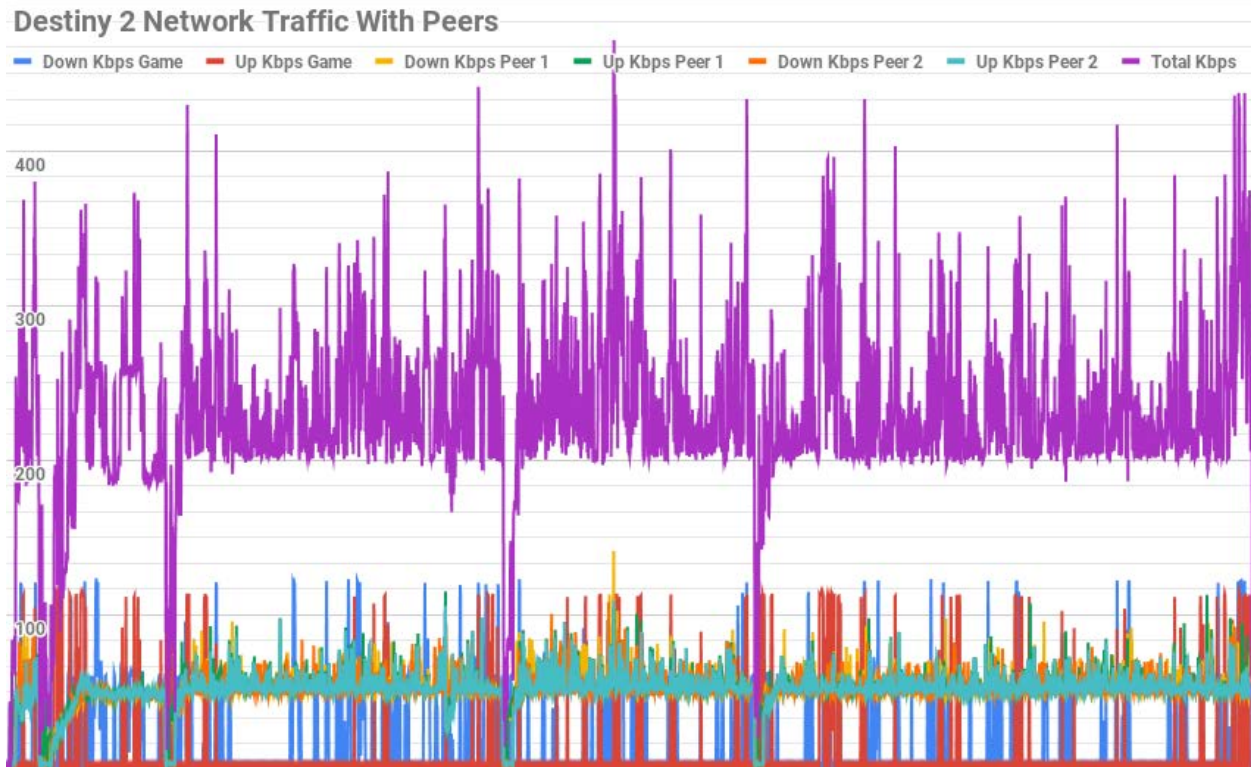 Destiny 2 Network Traffic With Peers
Down Kbps Game Up Kbps Game Down Kbps Peer 1 Up Kbps Peer 1 Down Kbps Peer 2 Up Kbps Peer 2 Total Kbps
400
300
200
100